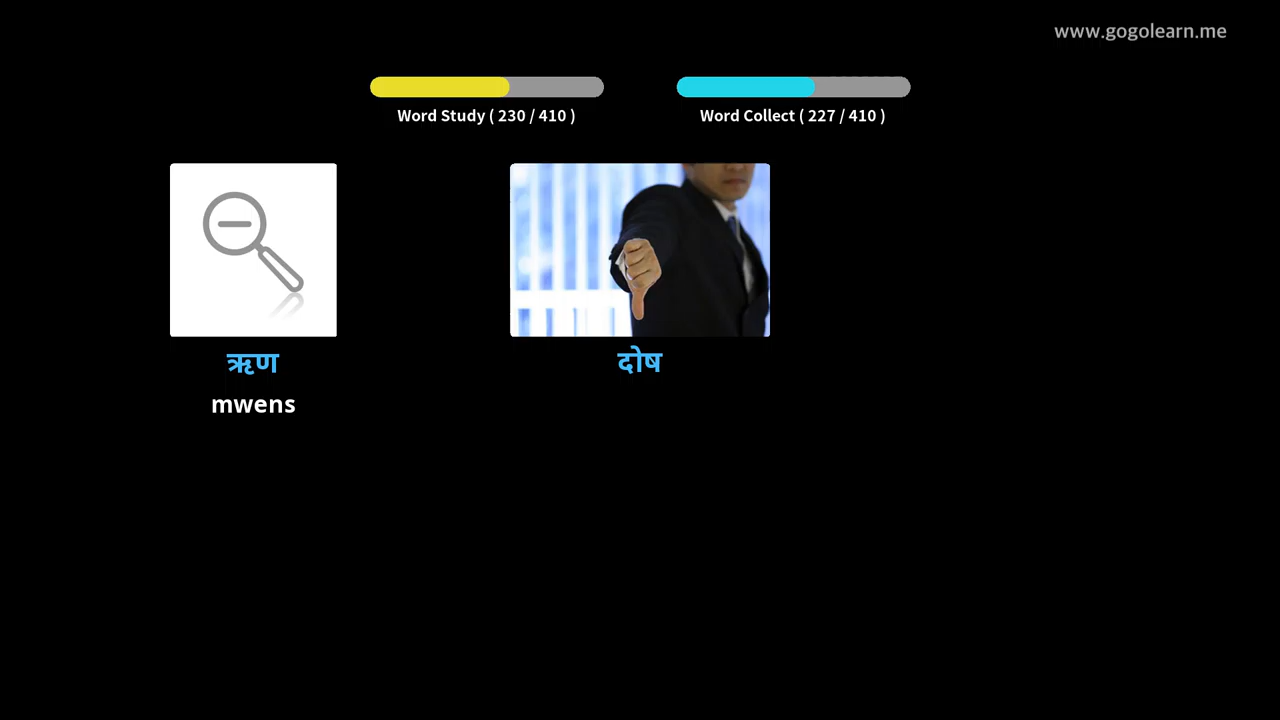 www.gogolearn.me
Word Study ( 230 / 410 )
Word Collect ( 227 / 410 )
ऋण
दोष
mwens